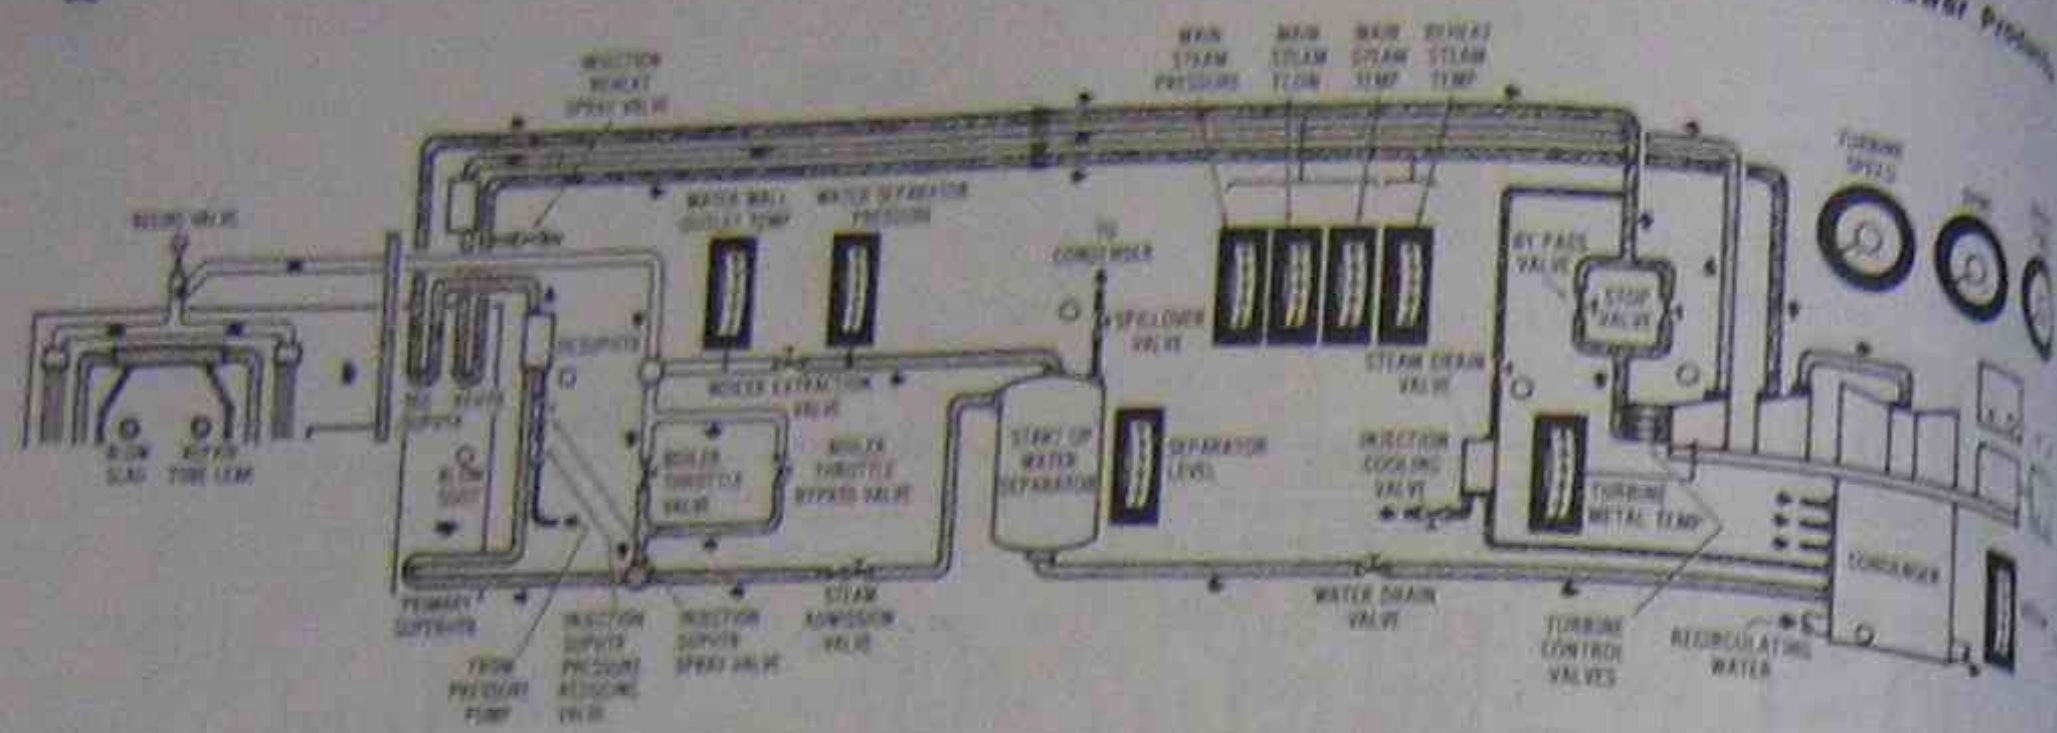 INJECTION
REHEAT
SPRAY VALVE
MAIN
STEAM
PRESSURE
MAIN
STEAM
FLOW
MAIN
STEAM
TEMP
REHEAT
STEAM
TEMP
TURBINE
SPEED
WATER WALL
OUTLET TEMP
WATER SEPARATOR
PRESSURE
TO
CONDENSER
BY PASS
VALVE
STOP
VALVE
SPILLOVER
VALVE
STEAM DRAIN
VALVE
BOILER EXTRACTION
VALVE
BLOW
SLAG
REPAIR
TUBE LEAK
BLOW
SOOT
BOILER
THROTTLE
VALVE
BOILER
THROTTLE
BYPASS VALVE
START UP
WATER
SEPARATOR
SEPARATOR
LEVEL
INJECTION
COOLING
VALVE
TURBINE
METAL TEMP
CONDENSER
PRIMARY
SUPERHTR
FROM
PRESSURE
PUMP
INJECTION
SUPHTR
PRESSURE
REDUCING
VALVE
INJECTION
SUPHTR
SPRAY VALVE
STEAM
ADMISSION
VALVE
WATER DRAIN
VALVE
TURBINE
CONTROL
VALVES
RECIRCULATING
WATER